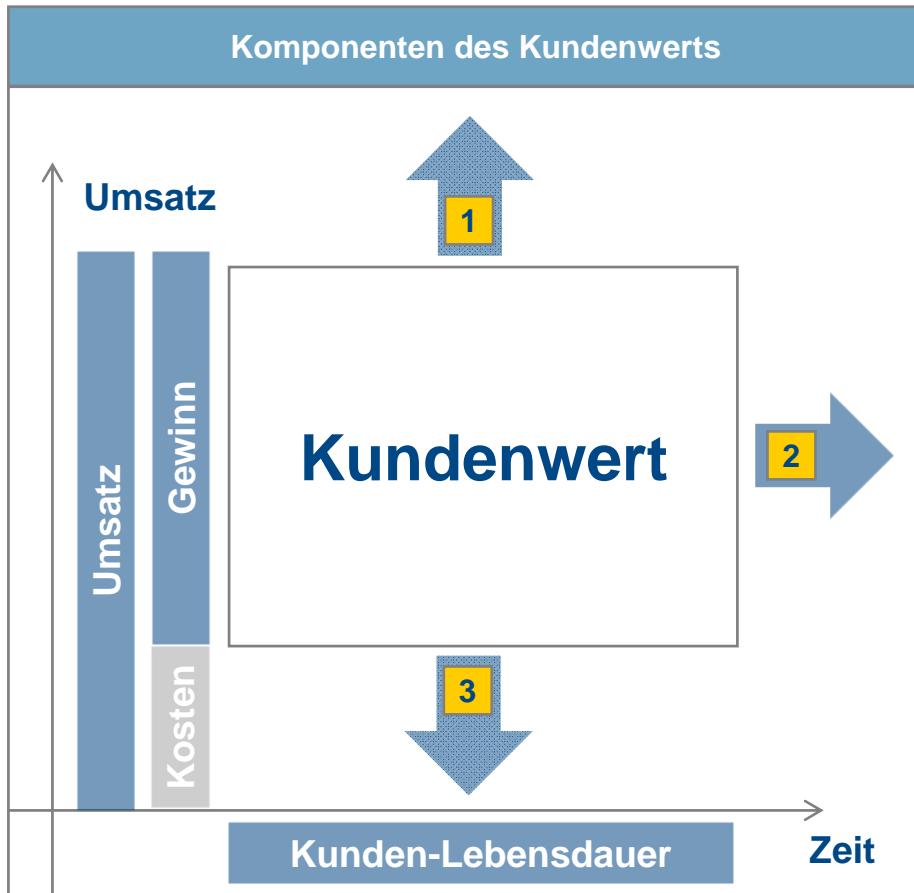 Komponenten des Kundenwerts
Umsatz
1
Umsatz
Gewinn
Kundenwert
2
Kosten
3
Kunden-Lebensdauer
Zeit